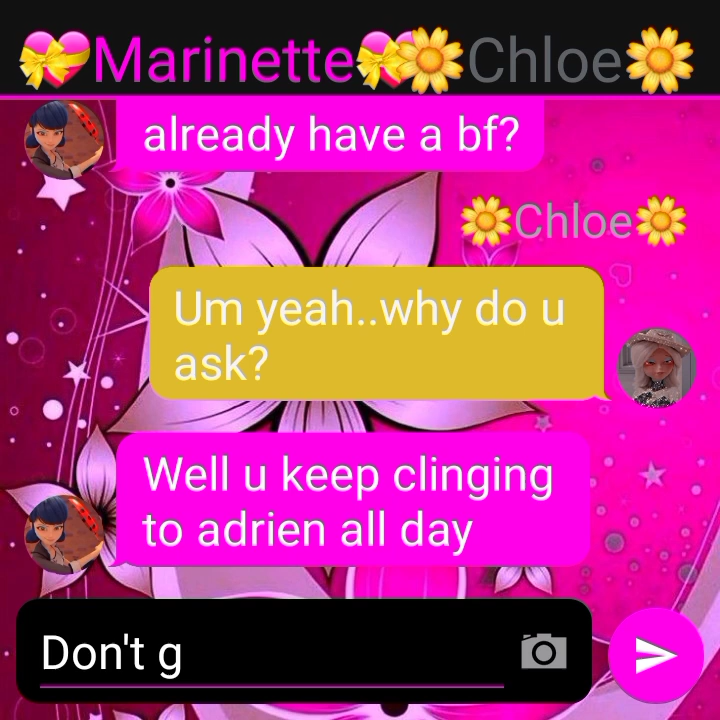 💝Marinette💝🌼Chloe🌼
already have a bf?
🌼Chloe🌼
Um yeah..why do u
ask?
Well u keep clinging
to adrien all day
Don't g